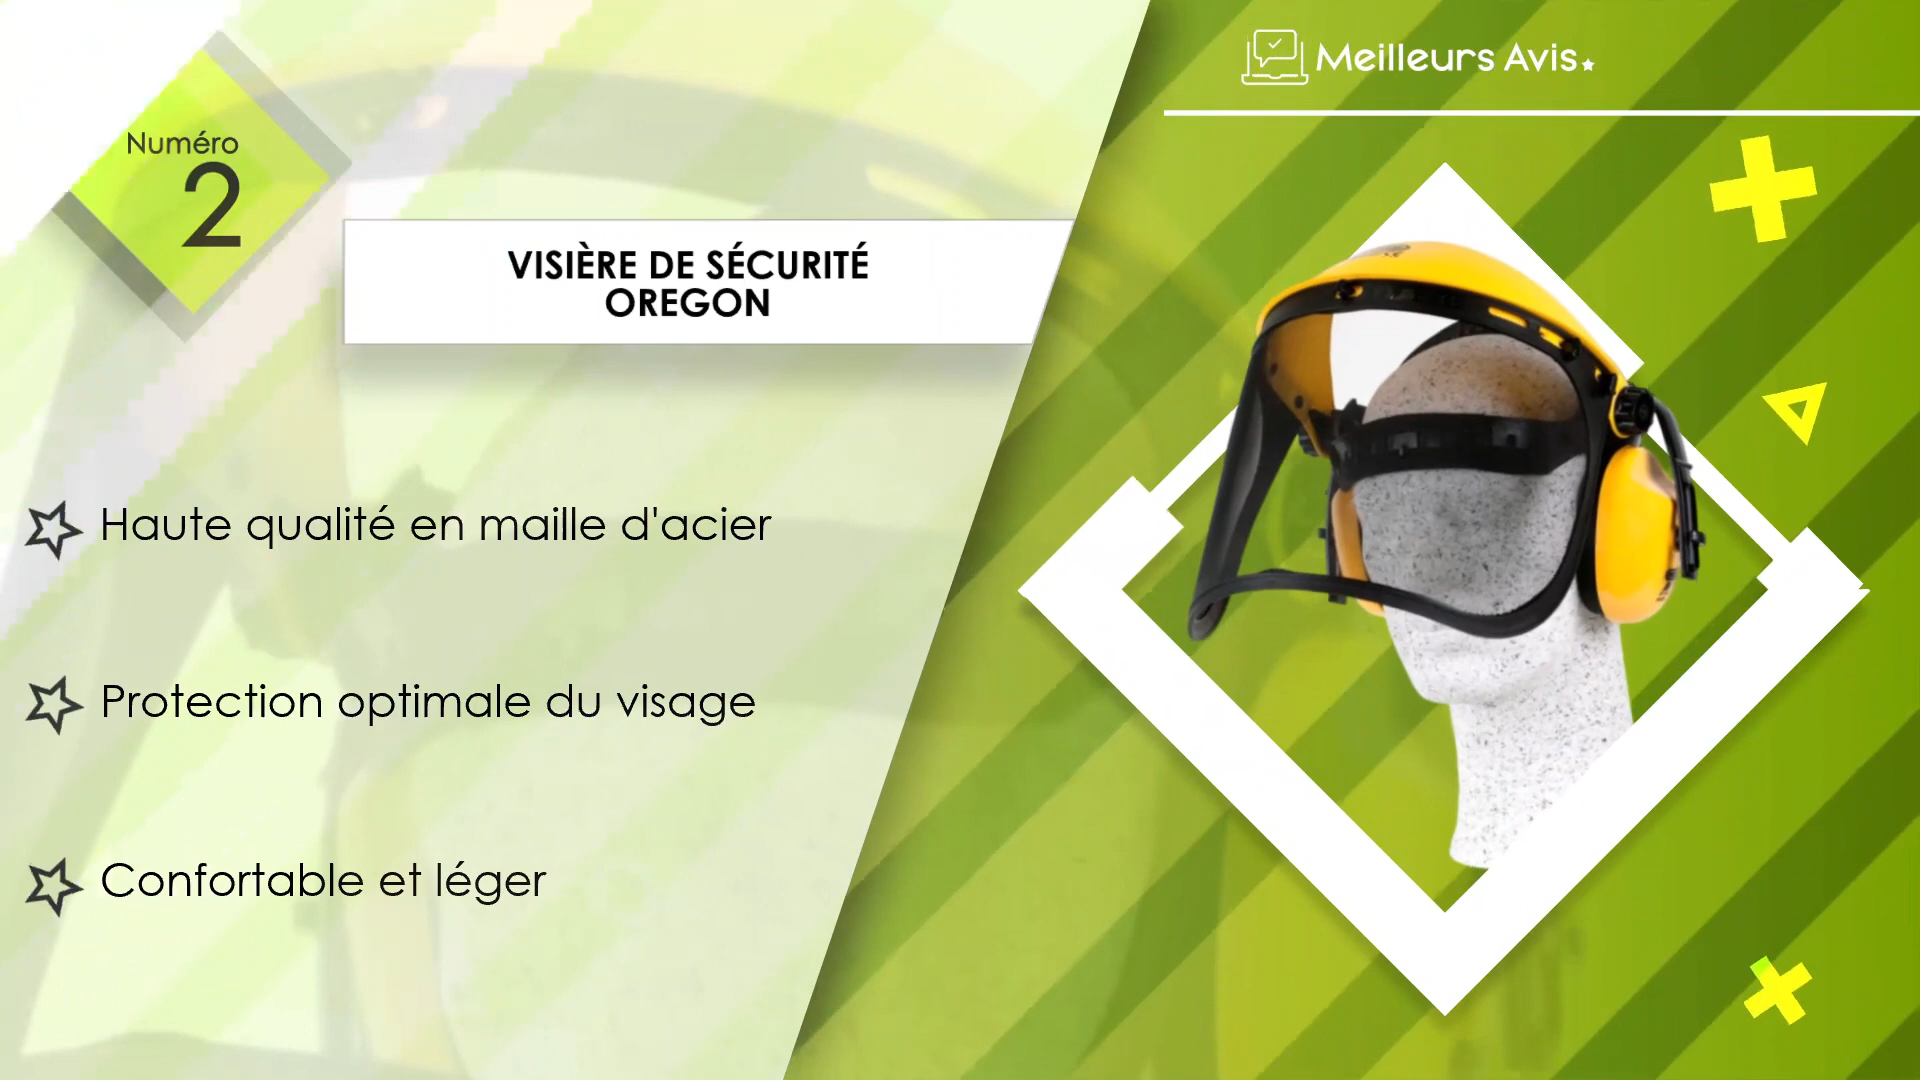 Meilleurs Avis
Numéro
2
VISIÈRE DE SÉCURITÉ
OREGON
Haute qualité en maille d'acier
Protection optimale du visage
Confortable et léger